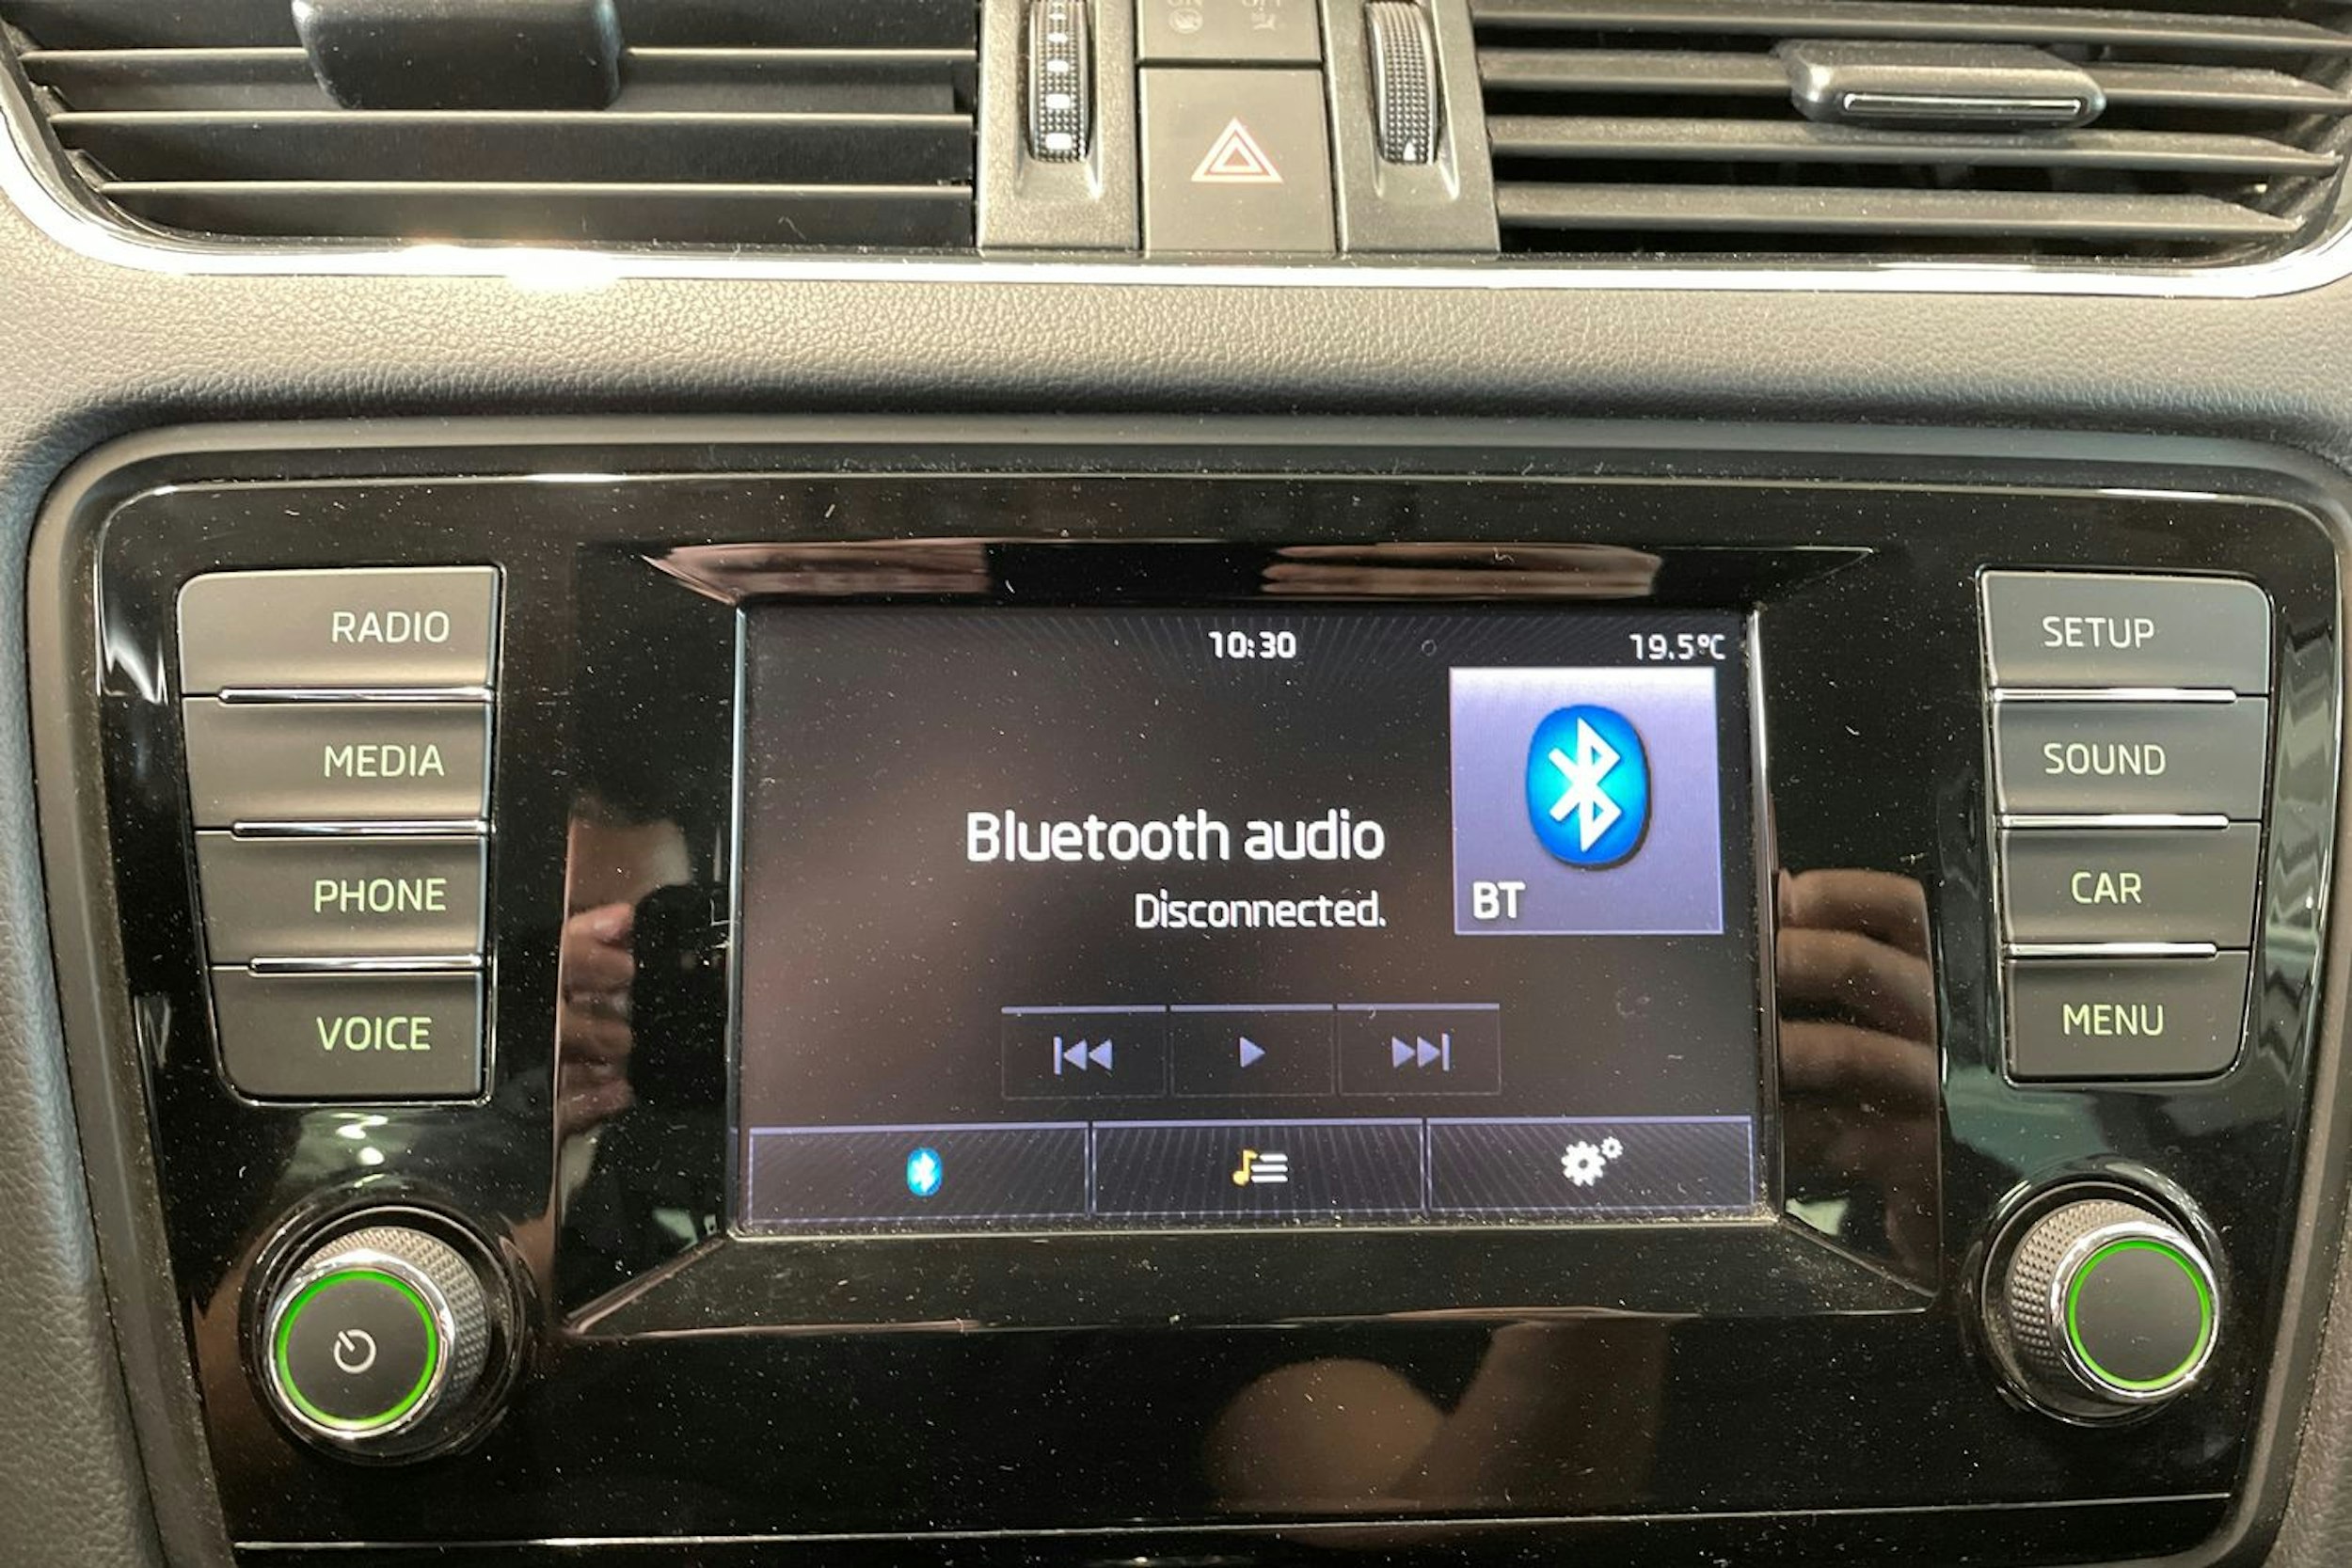 RADIO
MEDIA
PHONE
VOICE
10:30
19.5°C
Bluetooth audio
Disconnected.
BT
SETUP
SOUND
CAR
MENU